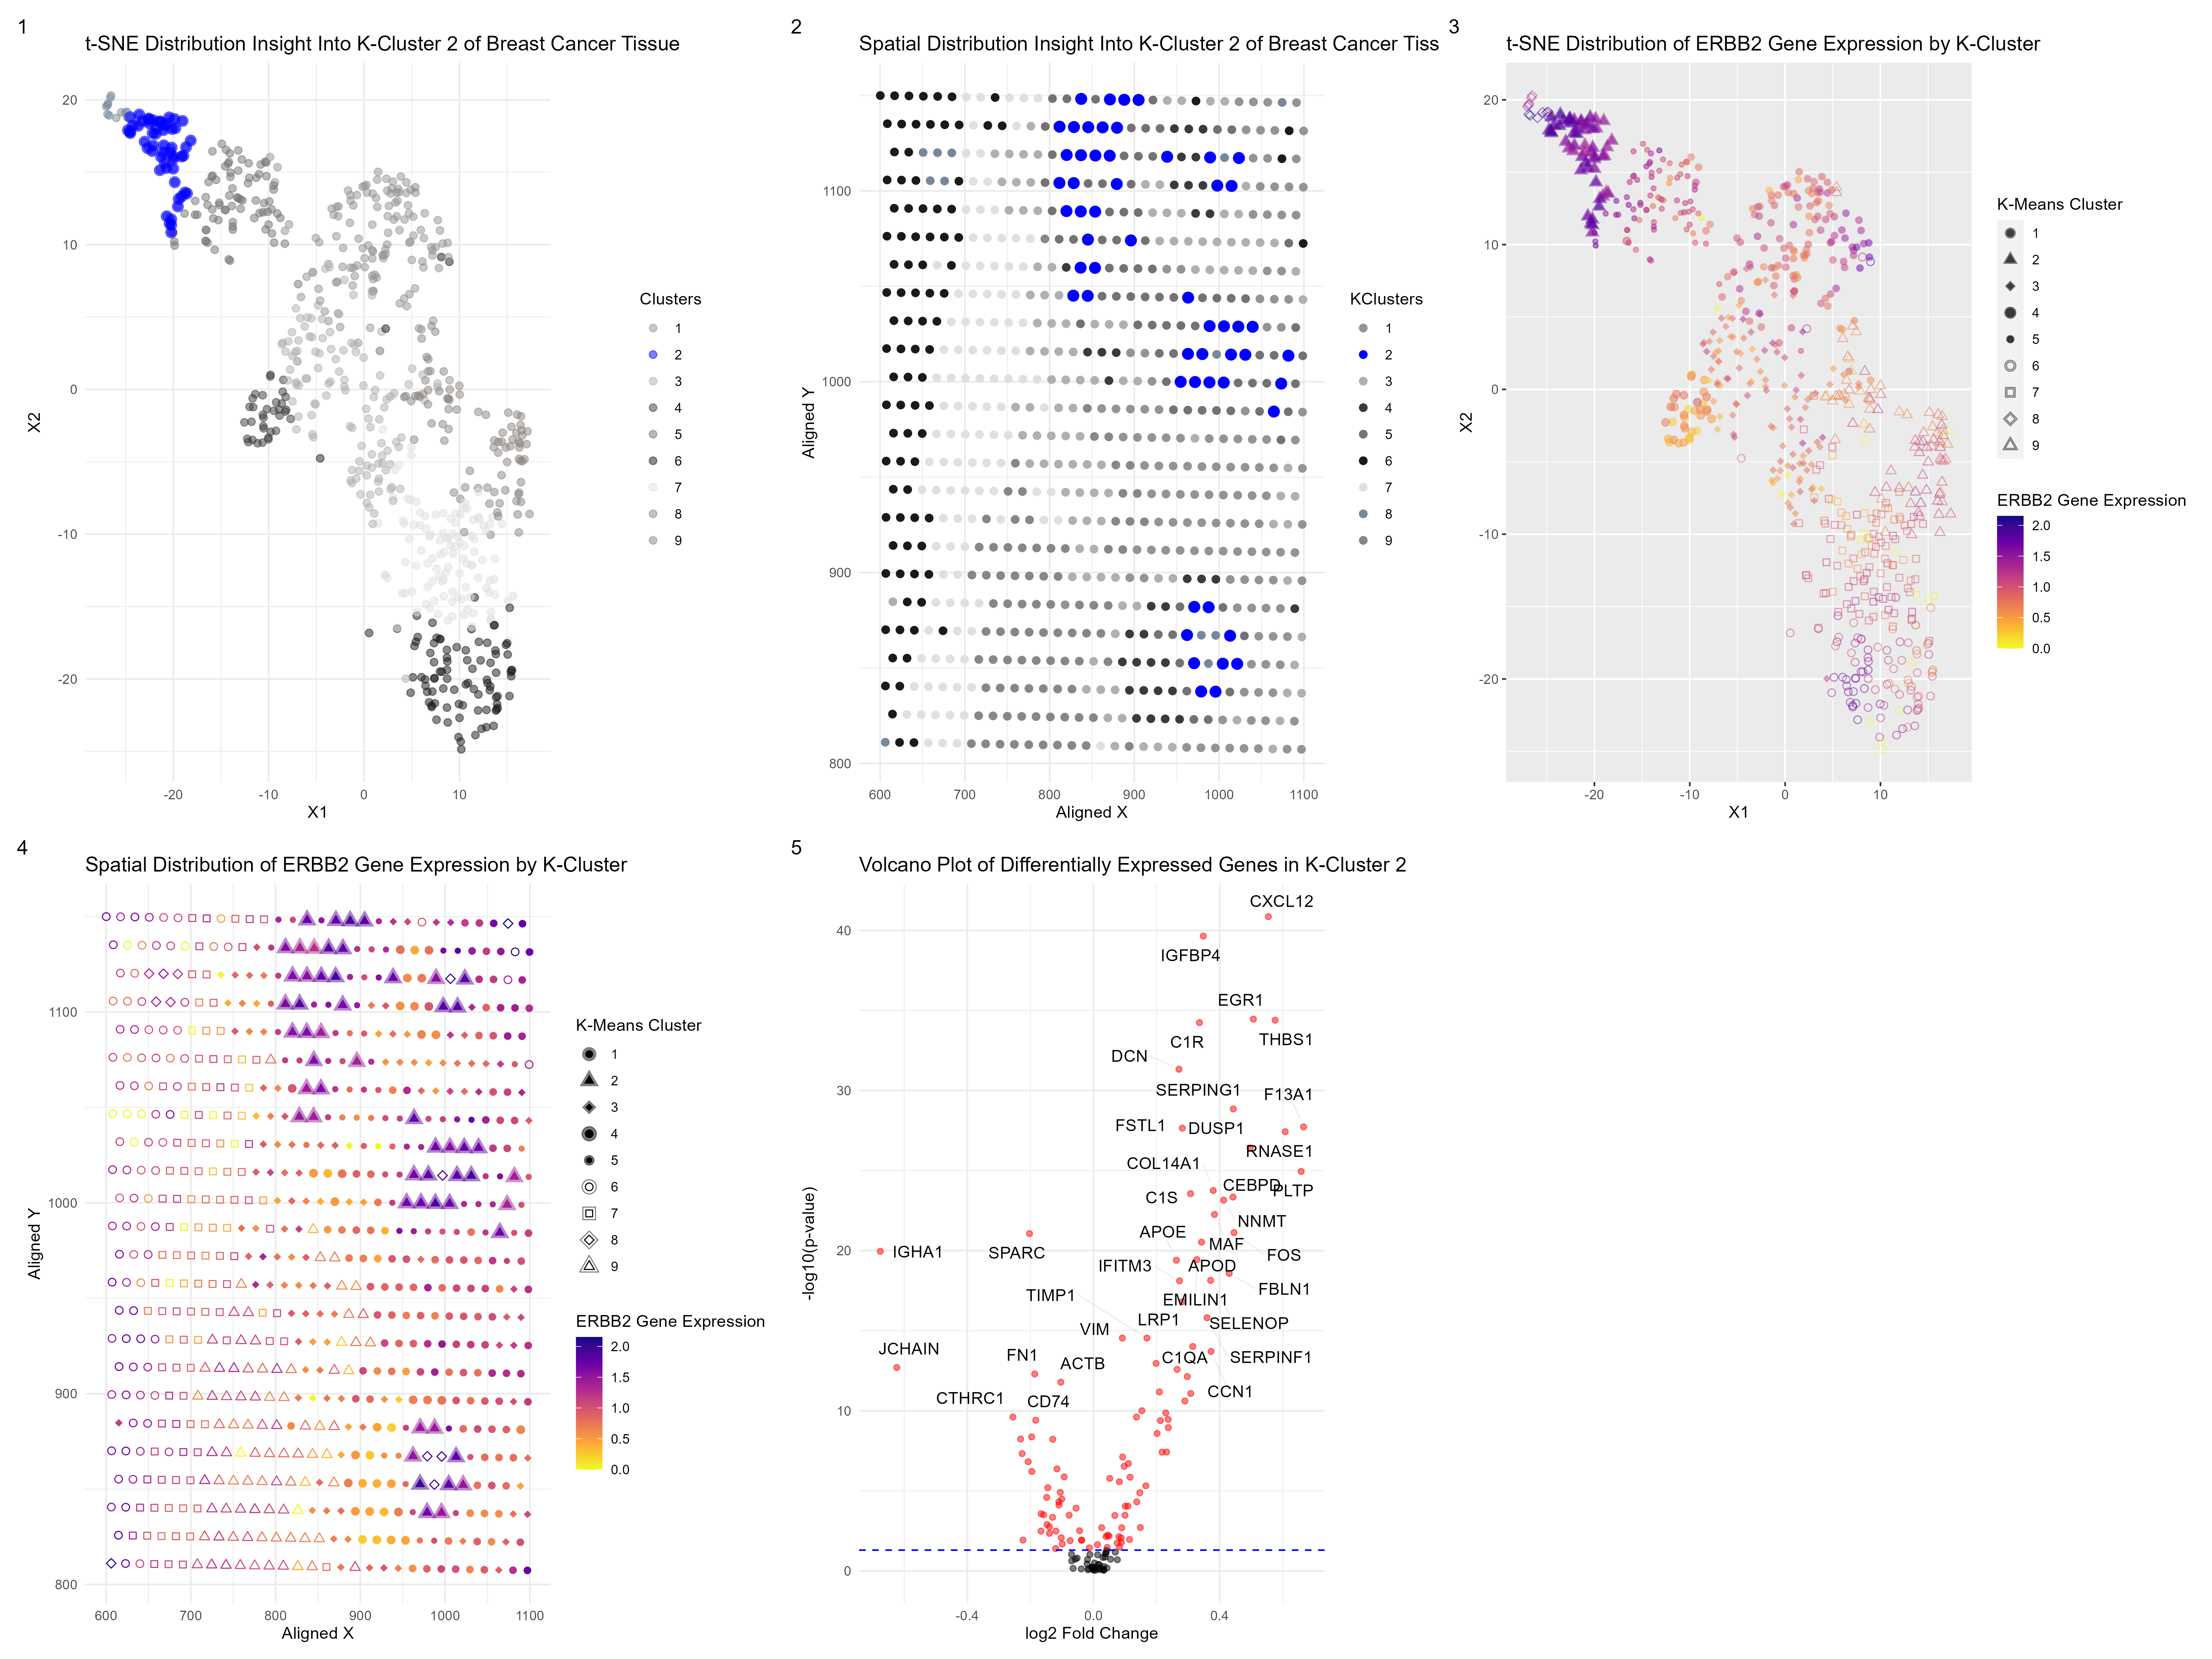 1
t-SNE Distribution Insight Into K-Cluster 2 of Breast Cancer Tissue
20
10
0
-10
-20
X2
-20
-10
0
10
X1
Clusters
1
2
3
4
5
6
7
8
9
2
Spatial Distribution Insight Into K-Cluster 2 of Breast Cancer Tiss
1100
1000
900
800
Aligned Y
600
700
800
900
1000
1100
Aligned X
KClusters
1
2
3
4
5
6
7
8
9
3
t-SNE Distribution of ERBB2 Gene Expression by K-Cluster
20
10
0
-10
-20
X2
-20
-10
0
10
X1
K-Means Cluster
1
2
3
4
5
6
7
8
9
ERBB2 Gene Expression
2.0
1.5
1.0
0.5
0.0
4
Spatial Distribution of ERBB2 Gene Expression by K-Cluster
1100
1000
900
800
Aligned Y
600
700
800
900
1000
1100
Aligned X
K-Means Cluster
1
2
3
4
5
6
7
8
9
ERBB2 Gene Expression
2.0
1.5
1.0
0.5
0.0
5
Volcano Plot of Differentially Expressed Genes in K-Cluster 2
40
30
20
10
0
-log10(p-value)
CXCL12
IGFBP4
EGR1
THBS1
C1R
DCN
SERPING1
F13A1
FSTL1
DUSP1
RNASE1
COL14A1
CEBPD
PLTP
C1S
NNMT
APOE
MAF
FOS
IGHA1
SPARC
IFITM3
APOD
FBLN1
TIMP1
EMILIN1
LRP1
SELENOP
VIM
JCHAIN
FN1
ACTB
C1QA
SERPINF1
CTHRC1
CD74
CCN1
-0.4
0.0
0.4
log2 Fold Change